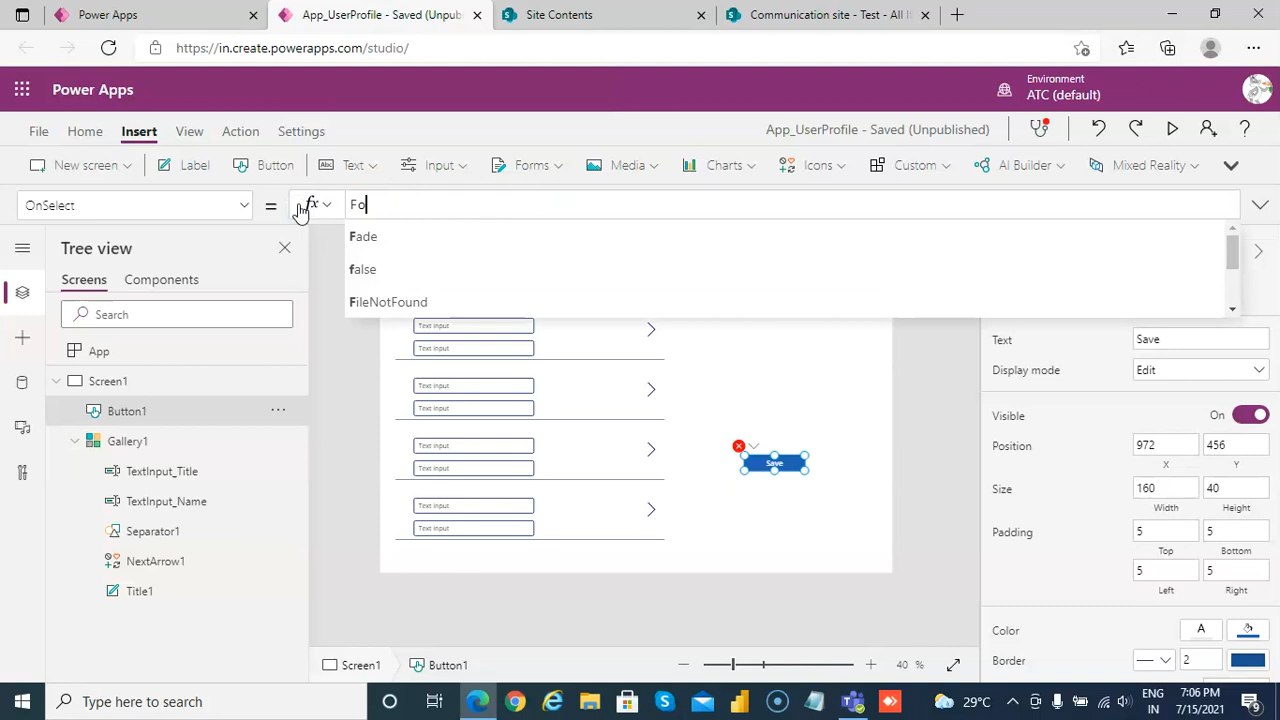 Power Apps
App_UserProfile - Saved (Unpubl
Site Contents
Communication site - Test - All I
https://in.create.powerapps.com/studio/
Power Apps
Environment
ATC (default)
File Home Insert View Action Settings
App_UserProfile - Saved (Unpublished)
New screen Label Button Text Input Forms Media Charts Icons Custom AI Builder Mixed Reality
OnSelect = fx Fo
Fade
false
FileNotFound
Tree view
Screens Components
Search
App
Screen1
Button1
Gallery1
TextInput_Title
TextInput_Name
Separator1
NextArrow1
Title1
Text input
Text input
Text input
Text input
Text input
Text input
Text input
Text input
Save
Text Save
Display mode Edit
Visible On
Position 972 456
X Y
Size 160 40
Width Height
Padding 5 5
Top Bottom
5 5
Left Right
Color A
Border 2
Screen1 Button1 40 %
Type here to search
29°C
ENG
IN
7:06 PM
7/15/2021
9